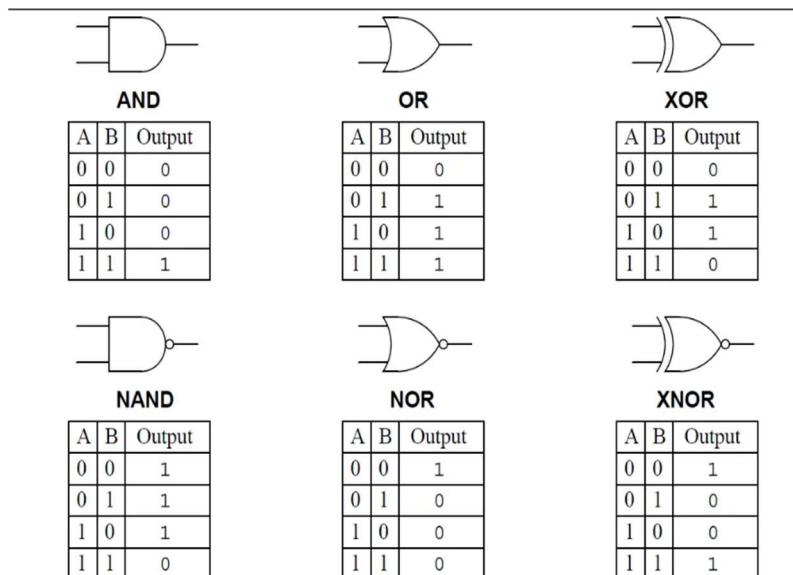 AND OR XOR
A B Output A B Output A B Output
0 0 0 0 0 0 0 0 0
0 1 0 0 1 1 0 1 1
1 0 0 1 0 1 1 0 1
1 1 1 1 1 1 1 1 0
NAND NOR XNOR
A B Output A B Output A B Output
0 0 1 0 0 1 0 0 1
0 1 1 0 1 0 0 1 0
1 0 1 1 0 0 1 0 0
1 1 0 1 1 0 1 1 1